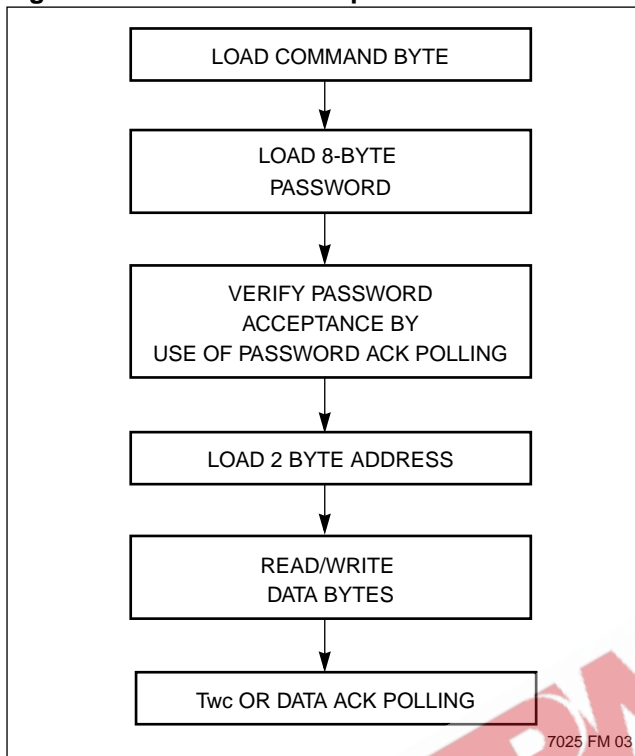 LOAD COMMAND BYTE
LOAD 8-BYTE
PASSWORD
VERIFY PASSWORD
ACCEPTANCE BY
USE OF PASSWORD ACK POLLING
LOAD 2 BYTE ADDRESS
READ/WRITE
DATA BYTES
Twc OR DATA ACK POLLING
7025 FM 03